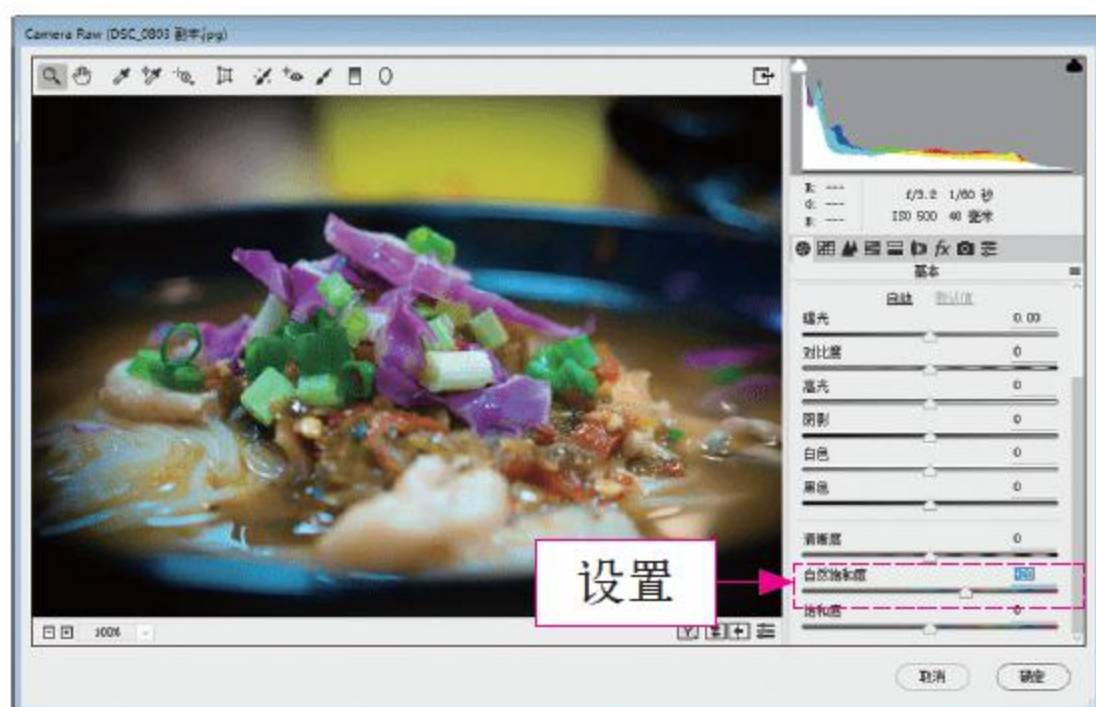 Camera Raw (DSC_0803 副本.jpg)
R: ---
G: ---
B: ---
f/3.2 1/60 秒
ISO 500 40 毫米
fx
基本
自动 默认值
曝光 0.00
对比度 0
高光 0
阴影 0
白色 0
黑色 0
清晰度 0
自然饱和度
饱和度 0
设置
100%
取消 确定